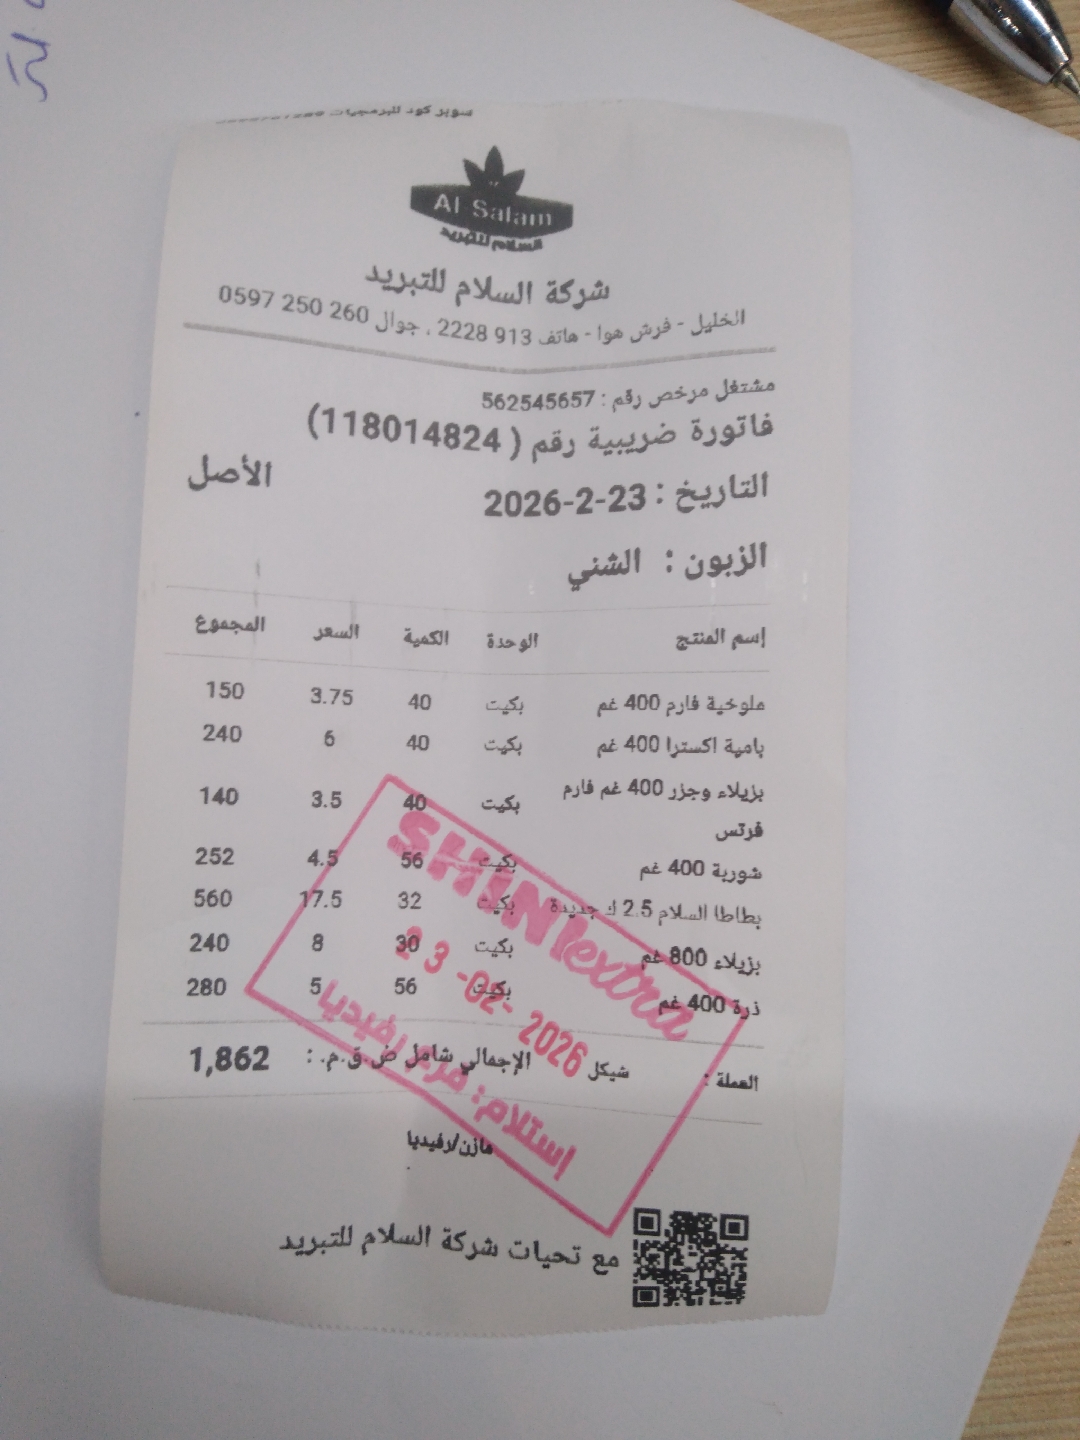 سوبر كود للبرمجيات
Al Salam
السلام للتبريد
شركة السلام للتبريد
الخليل - فرش هوا - هاتف 913 2228 ، جوال 260 250 0597
مشتغل مرخص رقم : 562545657
فاتورة ضريبية رقم ( 118014824)
التاريخ : 23-2-2026 الأصل
الزبون : الشني
إسم المنتج الوحدة الكمية السعر المجموع
ملوخية فارم 400 غم بكيت 40 3.75 150
بامية اكسترا 400 غم بكيت 40 6 240
بزيلاء وجزر 400 غم فارم بكيت 40 3.5 140
فرتس
شوربة 400 غم بكيت 56 4.5 252
بطاطا السلام 2.5 ك جديدة بكيت 32 17.5 560
بزيلاء 800 غم بكيت 30 8 240
ذرة 400 غم بكيت 56 5 280
العملة : شيكل الإجمالي شامل ض.ق.م. : 1,862
مازن/رفيديا
مع تحيات شركة السلام للتبريد
SHINI extra
23 -02- 2026
استلام: فرع رفيديا